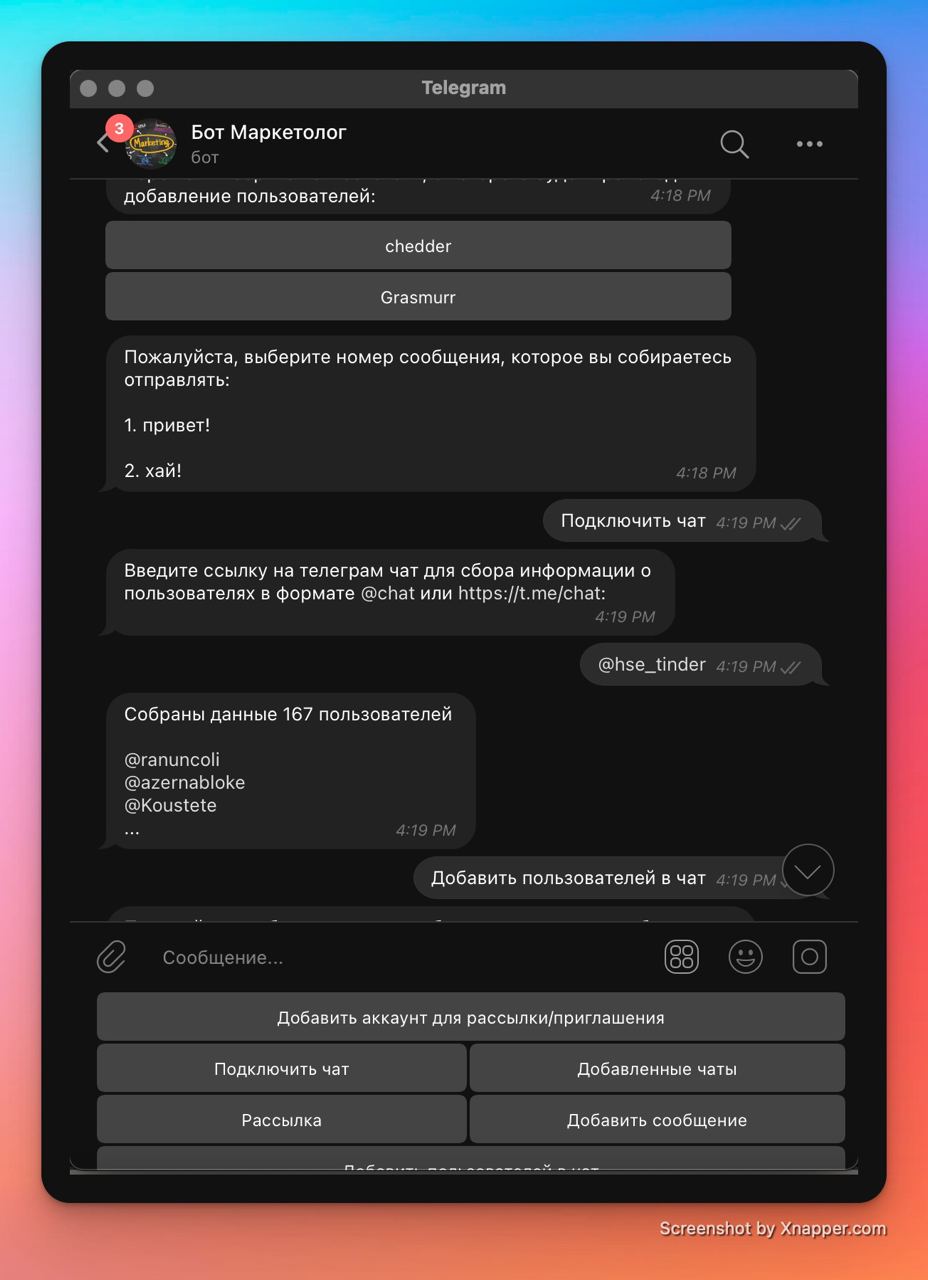 Telegram
3
Marketing
Бот Маркетолог
бот
добавление пользователей:
4:18 PM
chedder
Grasmurr
Пожалуйста, выберите номер сообщения, которое вы собираетесь
отправлять:
1. привет!
2. хай!
4:18 PM
Подключить чат 4:19 PM
Введите ссылку на телеграм чат для сбора информации о
пользователях в формате @chat или https://t.me/chat:
4:19 PM
@hse_tinder 4:19 PM
Собраны данные 167 пользователей
@ranuncoli
@azernabloke
@Koustete
...
4:19 PM
Добавить пользователей в чат 4:19 PM
Сообщение...
Добавить аккаунт для рассылки/приглашения
Подключить чат
Добавленные чаты
Рассылка
Добавить сообщение
Добавить пользователей в чат
Screenshot by Xnapper.com